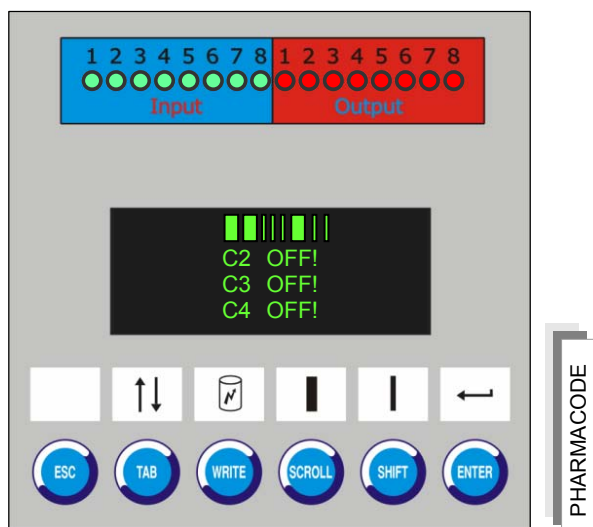 1 2 3 4 5 6 7 8 1 2 3 4 5 6 7 8
Input Output
C2 OFF!
C3 OFF!
C4 OFF!
ESC TAB WRITE SCROLL SHIFT ENTER
PHARMACODE